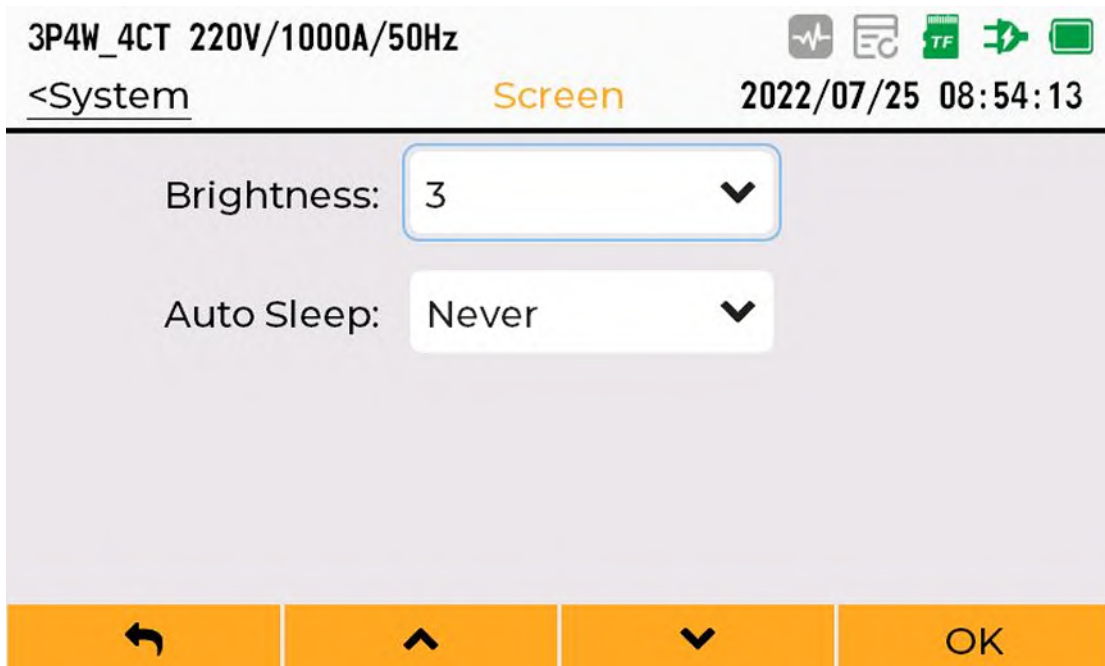 3P4W_4CT 220V/1000A/50Hz
TF
<System Screen 2022/07/25 08:54:13
Brightness: 3
Auto Sleep: Never
OK